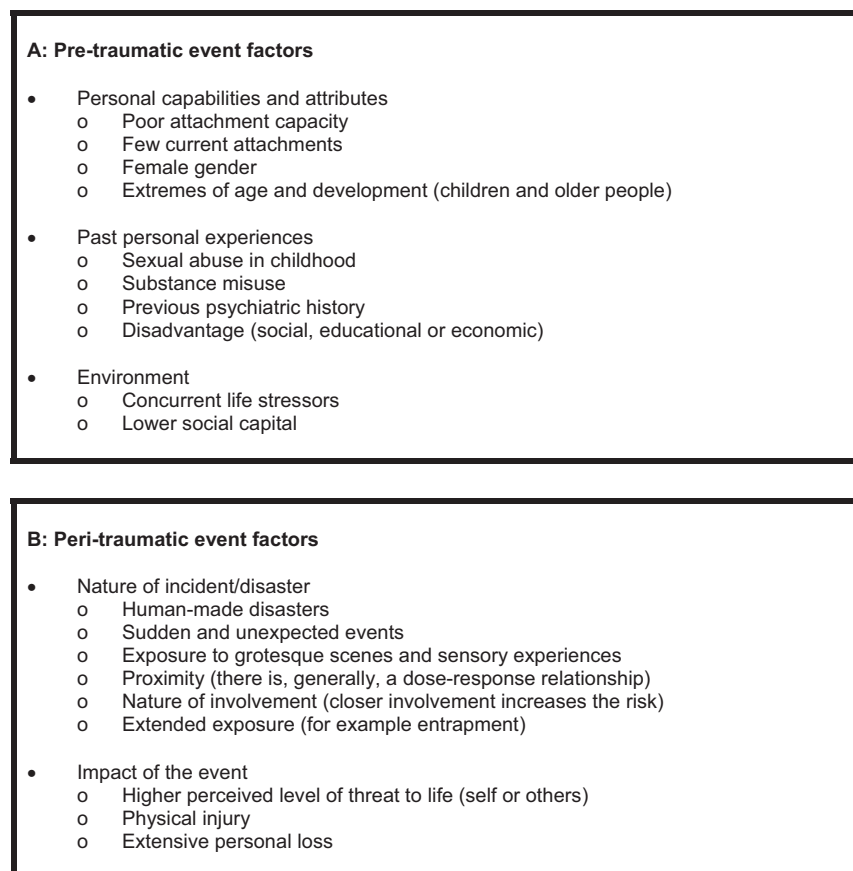 A: Pre-traumatic event factors
• Personal capabilities and attributes
o Poor attachment capacity
o Few current attachments
o Female gender
o Extremes of age and development (children and older people)
• Past personal experiences
o Sexual abuse in childhood
o Substance misuse
o Previous psychiatric history
o Disadvantage (social, educational or economic)
• Environment
o Concurrent life stressors
o Lower social capital
B: Peri-traumatic event factors
• Nature of incident/disaster
o Human-made disasters
o Sudden and unexpected events
o Exposure to grotesque scenes and sensory experiences
o Proximity (there is, generally, a dose-response relationship)
o Nature of involvement (closer involvement increases the risk)
o Extended exposure (for example entrapment)
• Impact of the event
o Higher perceived level of threat to life (self or others)
o Physical injury
o Extensive personal loss